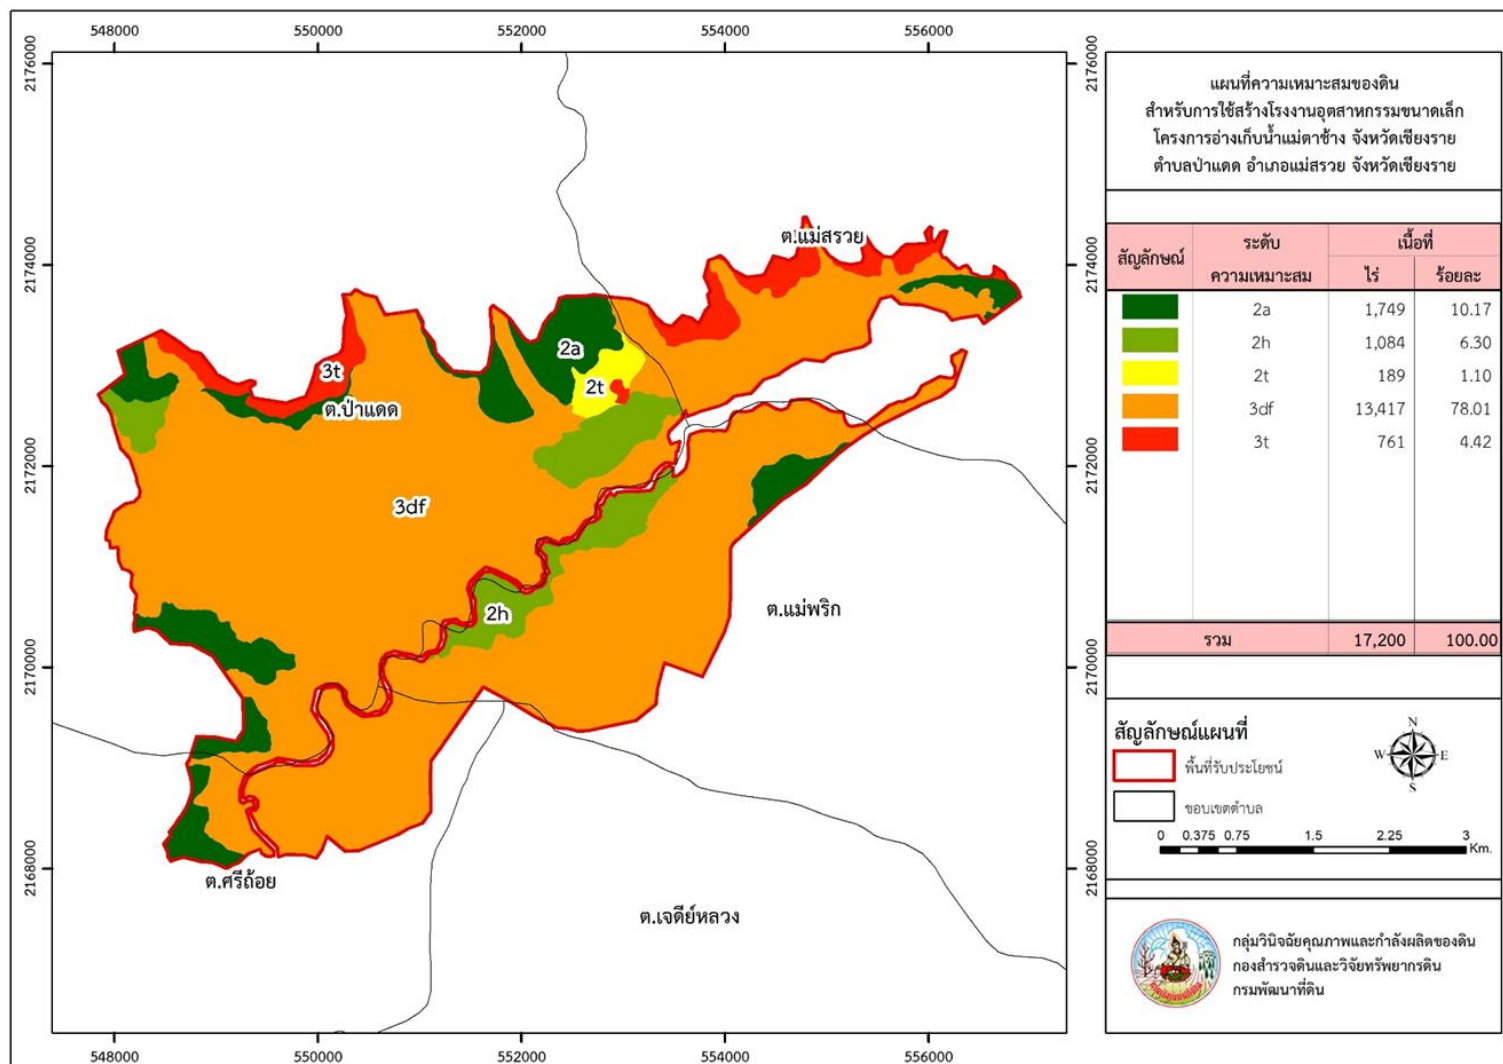 548000 550000 552000 554000 556000
2176000 2176000
2174000 2174000
2172000 2172000
2170000 2170000
2168000 2168000
ต.แม่สรวย
2a
3t
2t
ต.ป่าแดด
3df
2h
ต.แม่พริก
ต.ศรีถ้อย
ต.เจดีย์หลวง
548000 550000 552000 554000 556000
แผนที่ความเหมาะสมของดิน
สำหรับการใช้สร้างโรงงานอุตสาหกรรมขนาดเล็ก
โครงการอ่างเก็บน้ำแม่ตาช้าง จังหวัดเชียงราย
ตำบลป่าแดด อำเภอแม่สรวย จังหวัดเชียงราย
สัญลักษณ์ ระดับ ความเหมาะสม เนื้อที่
ไร่ ร้อยละ
2a 1,749 10.17
2h 1,084 6.30
2t 189 1.10
3df 13,417 78.01
3t 761 4.42
รวม 17,200 100.00
สัญลักษณ์แผนที่
พื้นที่รับประโยชน์
ขอบเขตตำบล
N
W E
S
0 0.375 0.75 1.5 2.25 3
Km.
กลุ่มวินิจฉัยคุณภาพและกำลังผลิตของดิน
กองสำรวจดินและวิจัยทรัพยากรดิน
กรมพัฒนาที่ดิน